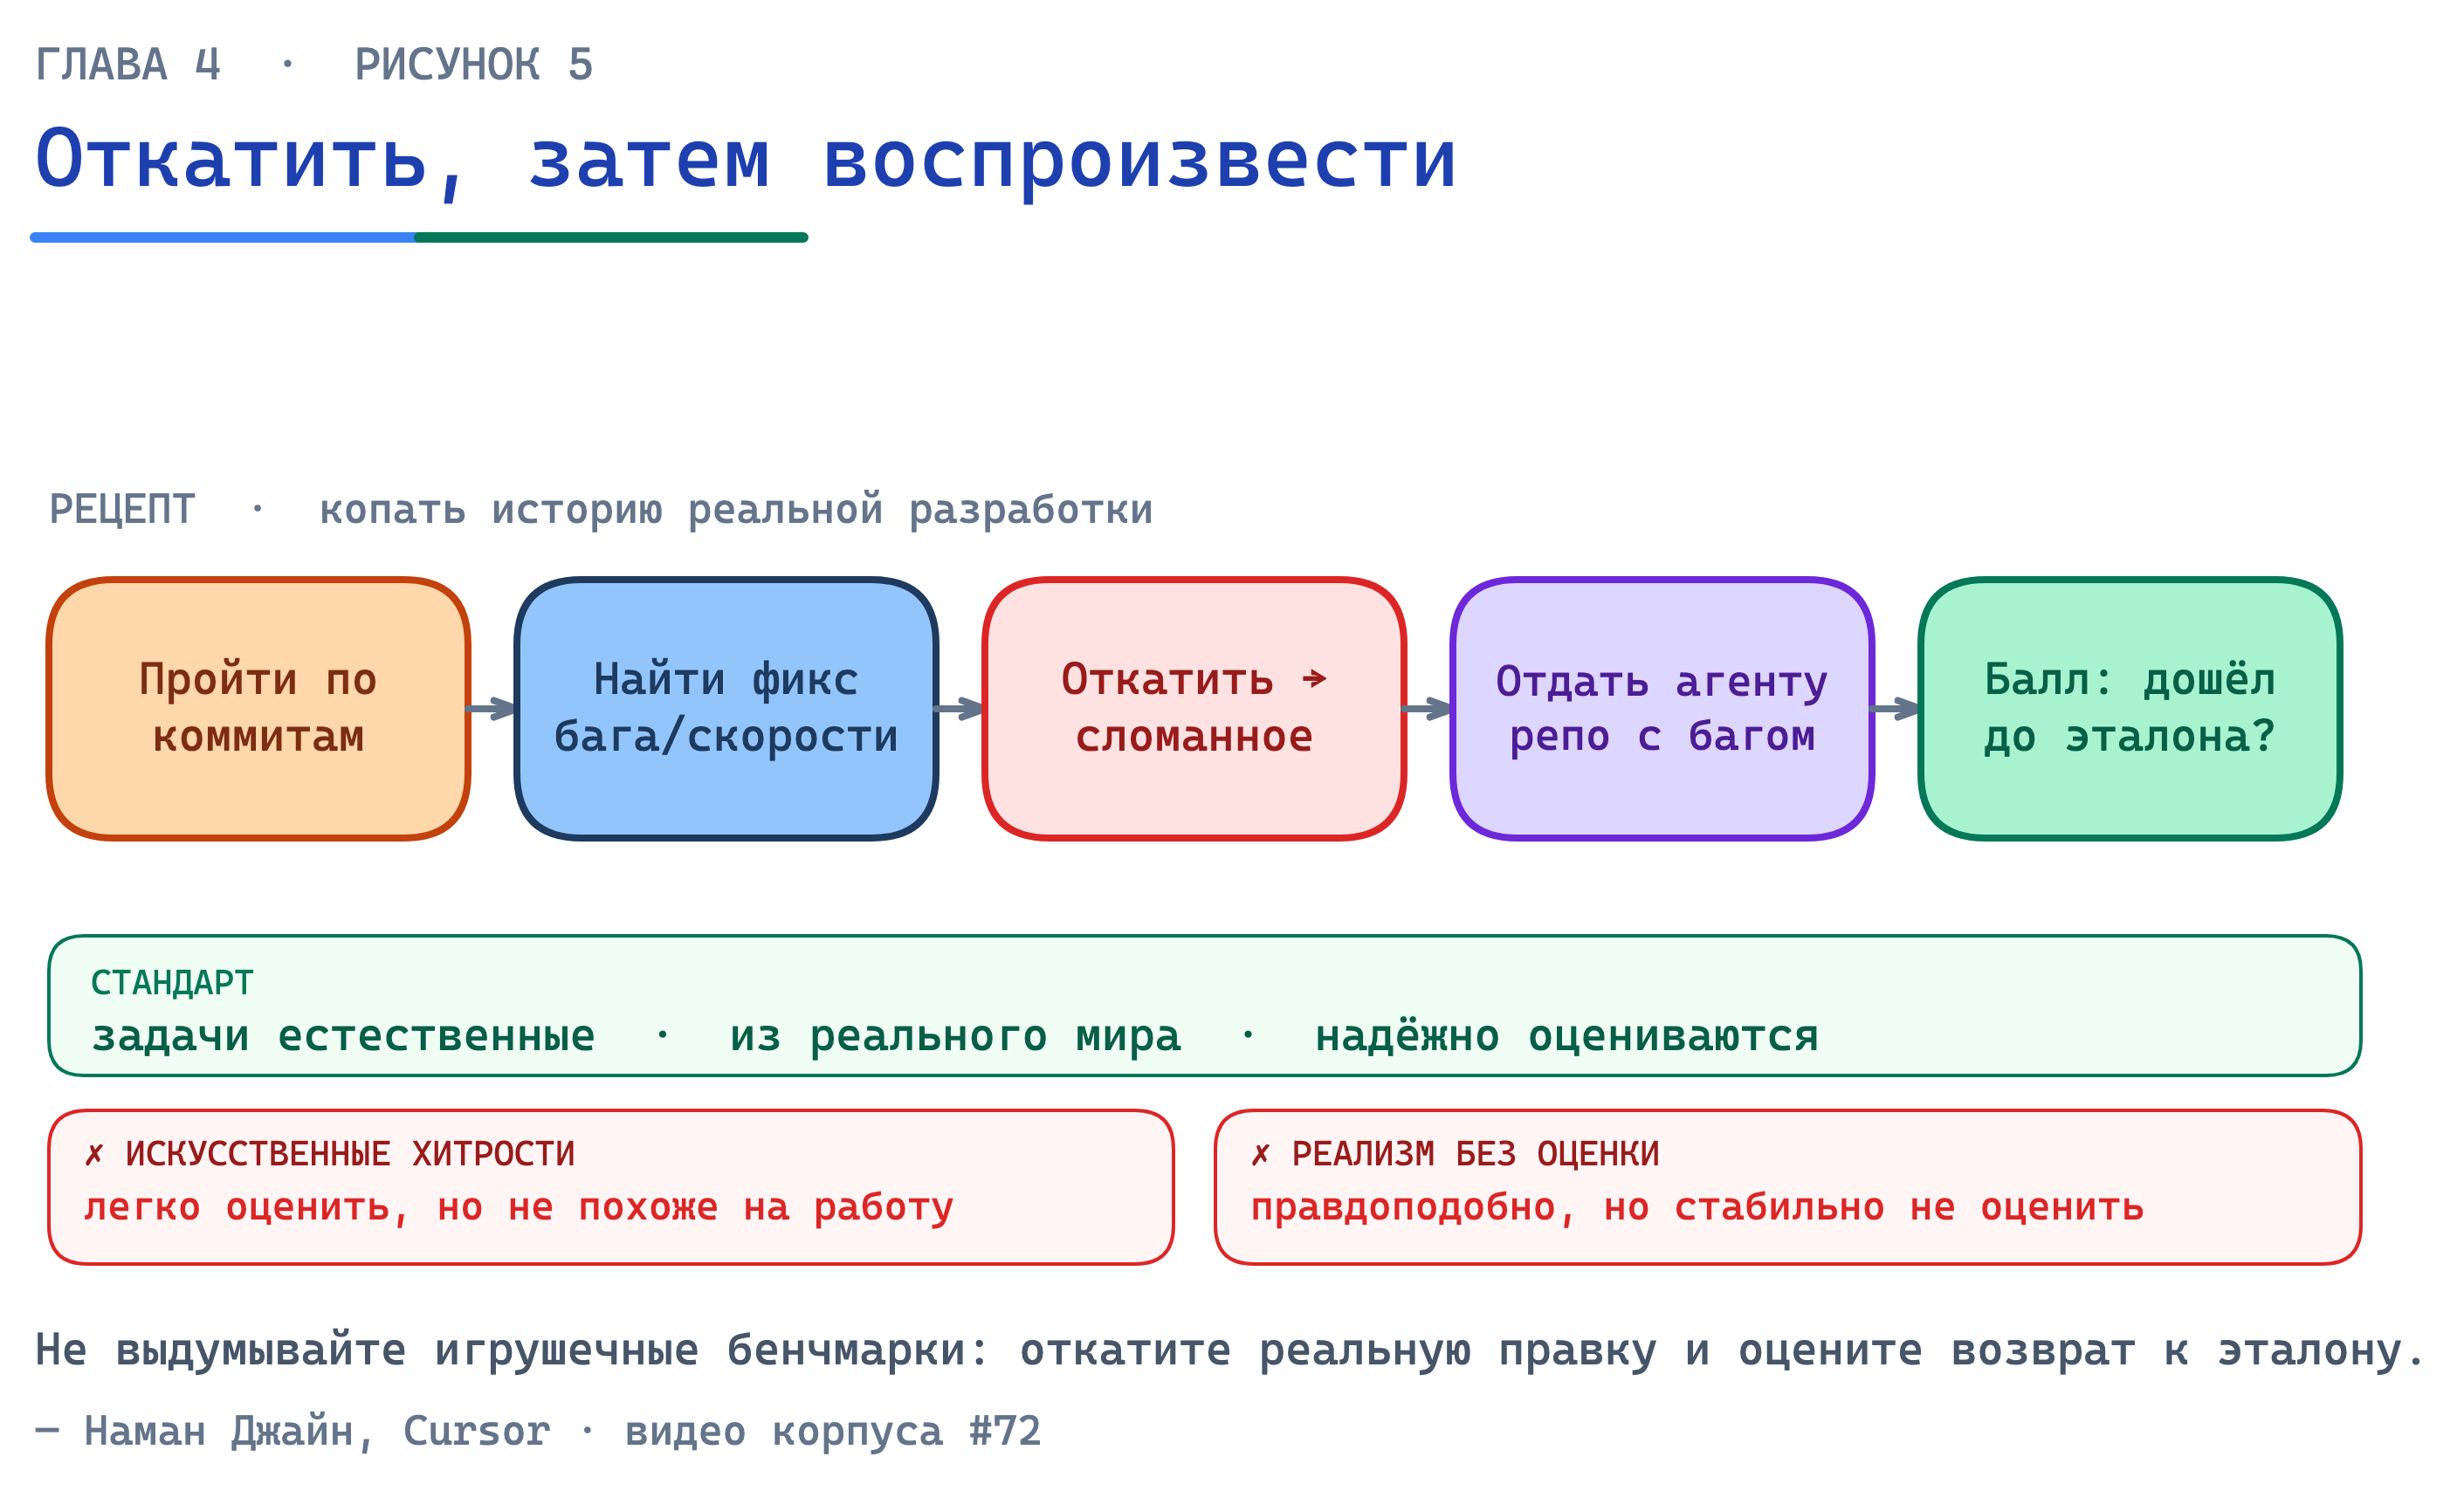 ГЛАВА 4 · РИСУНОК 5
Откатить, затем воспроизвести
РЕЦЕПТ · копать историю реальной разработки
Пройти по
коммитам
Найти фикс
бага/скорости
Откатить →
сломанное
Отдать агенту
репо с багом
Балл: дошёл
до эталона?
СТАНДАРТ
задачи естественные · из реального мира · надёжно оцениваются
✗ ИСКУССТВЕННЫЕ ХИТРОСТИ
легко оценить, но не похоже на работу
✗ РЕАЛИЗМ БЕЗ ОЦЕНКИ
правдоподобно, но стабильно не оценить
Не выдумывайте игрушечные бенчмарки: откатите реальную правку и оцените возврат к эталону.
— Наман Джайн, Cursor · видео корпуса #72